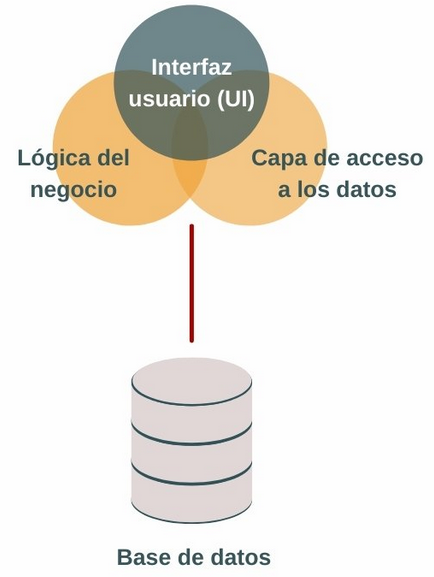 Interfaz
usuario (UI)
Lógica del
negocio
Capa de acceso
a los datos
Base de datos